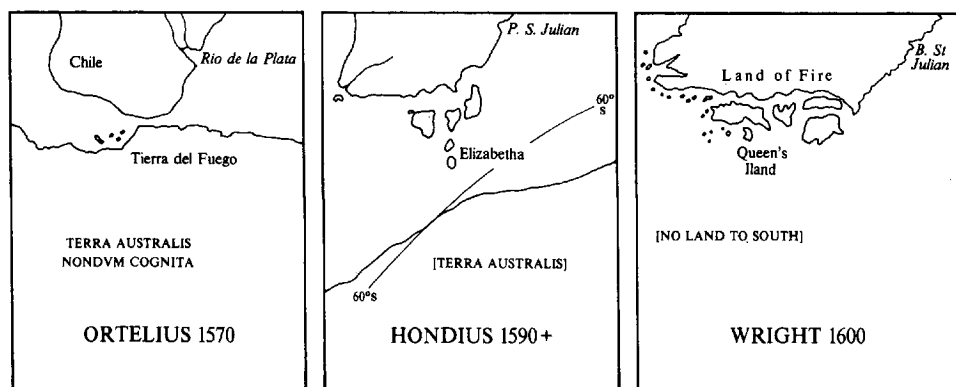 Chile
Rio de la Plata
Tierra del Fuego
TERRA AUSTRALIS
NONDVM COGNITA
ORTELIUS 1570
P. S. Julian
60°
S
Elizabetha
[TERRA AUSTRALIS]
60°S
HONDIUS 1590+
B. St
Julian
Land of Fire
Queen's
Iland
[NO LAND TO SOUTH]
WRIGHT 1600